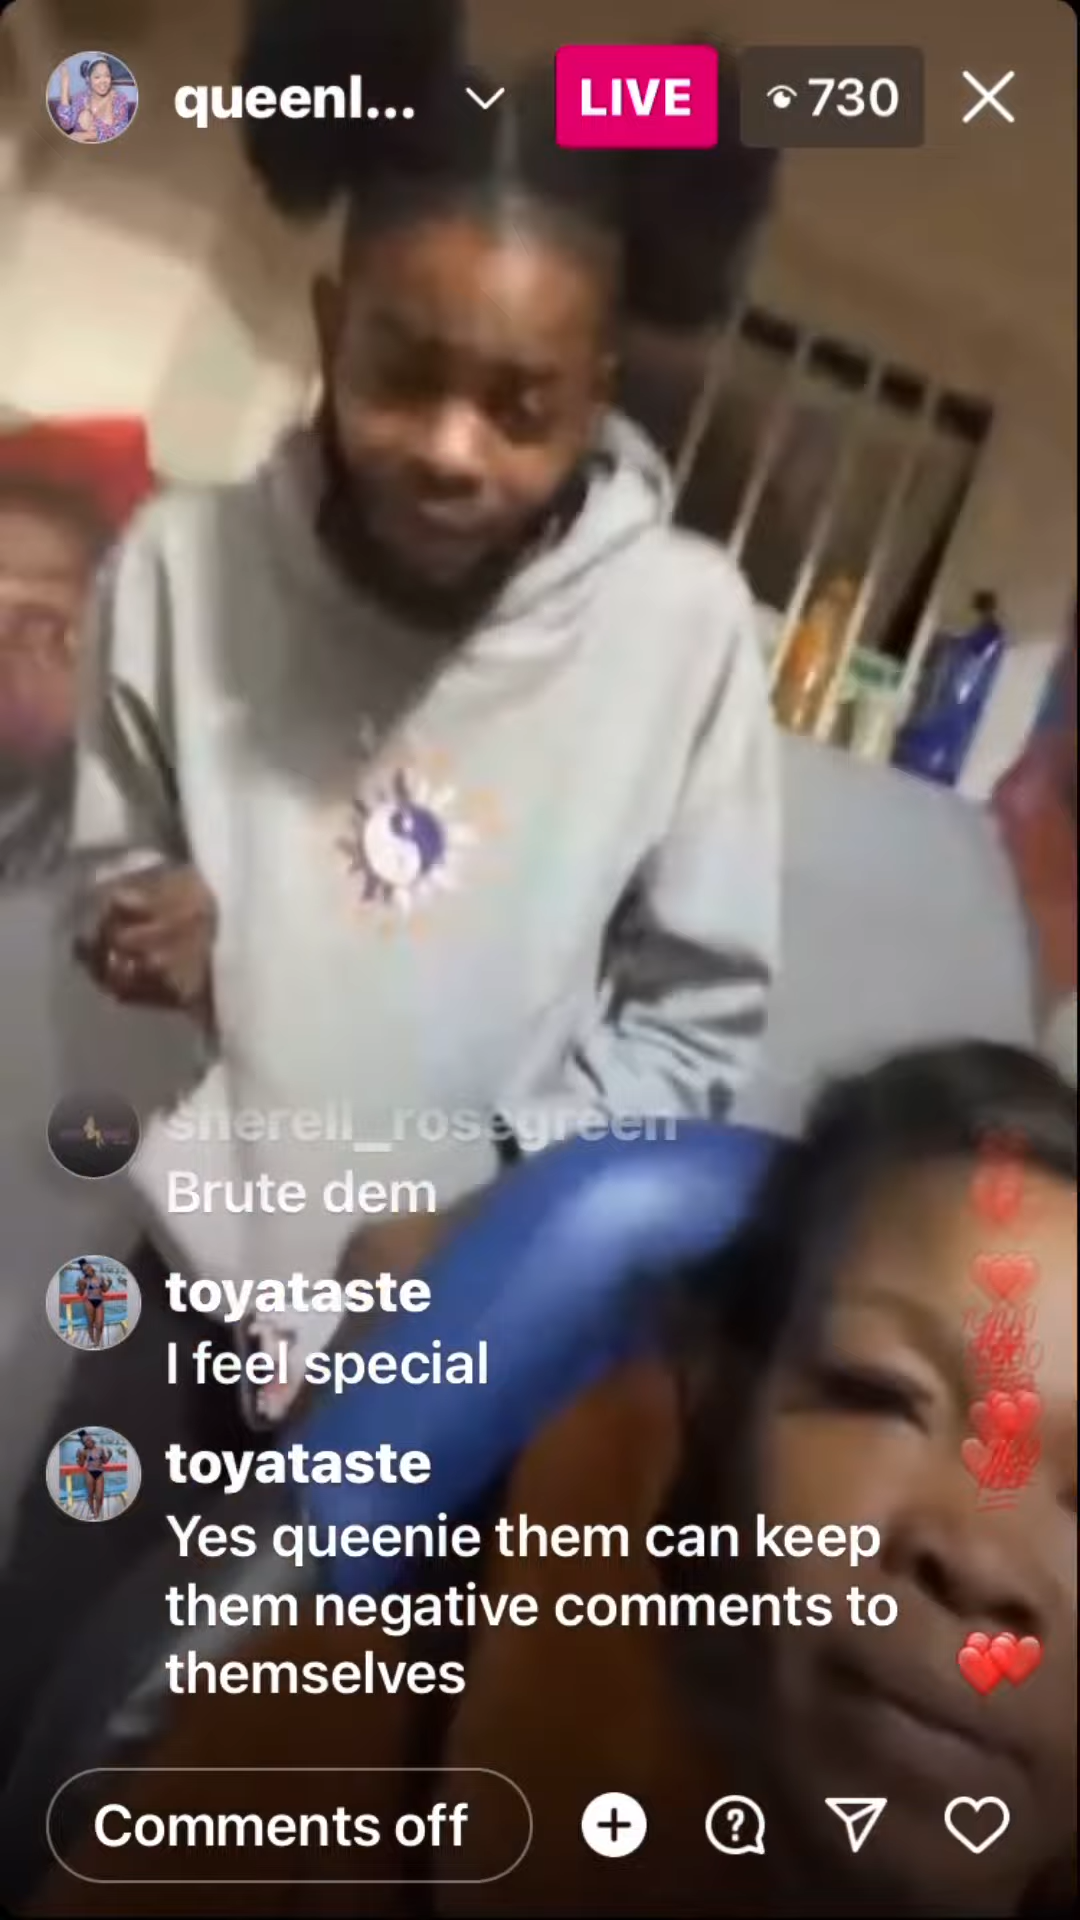 queenl...
LIVE
730
sherell_rosegreen
Brute dem
toyataste
I feel special
toyataste
Yes queenie them can keep
them negative comments to
themselves
Comments off